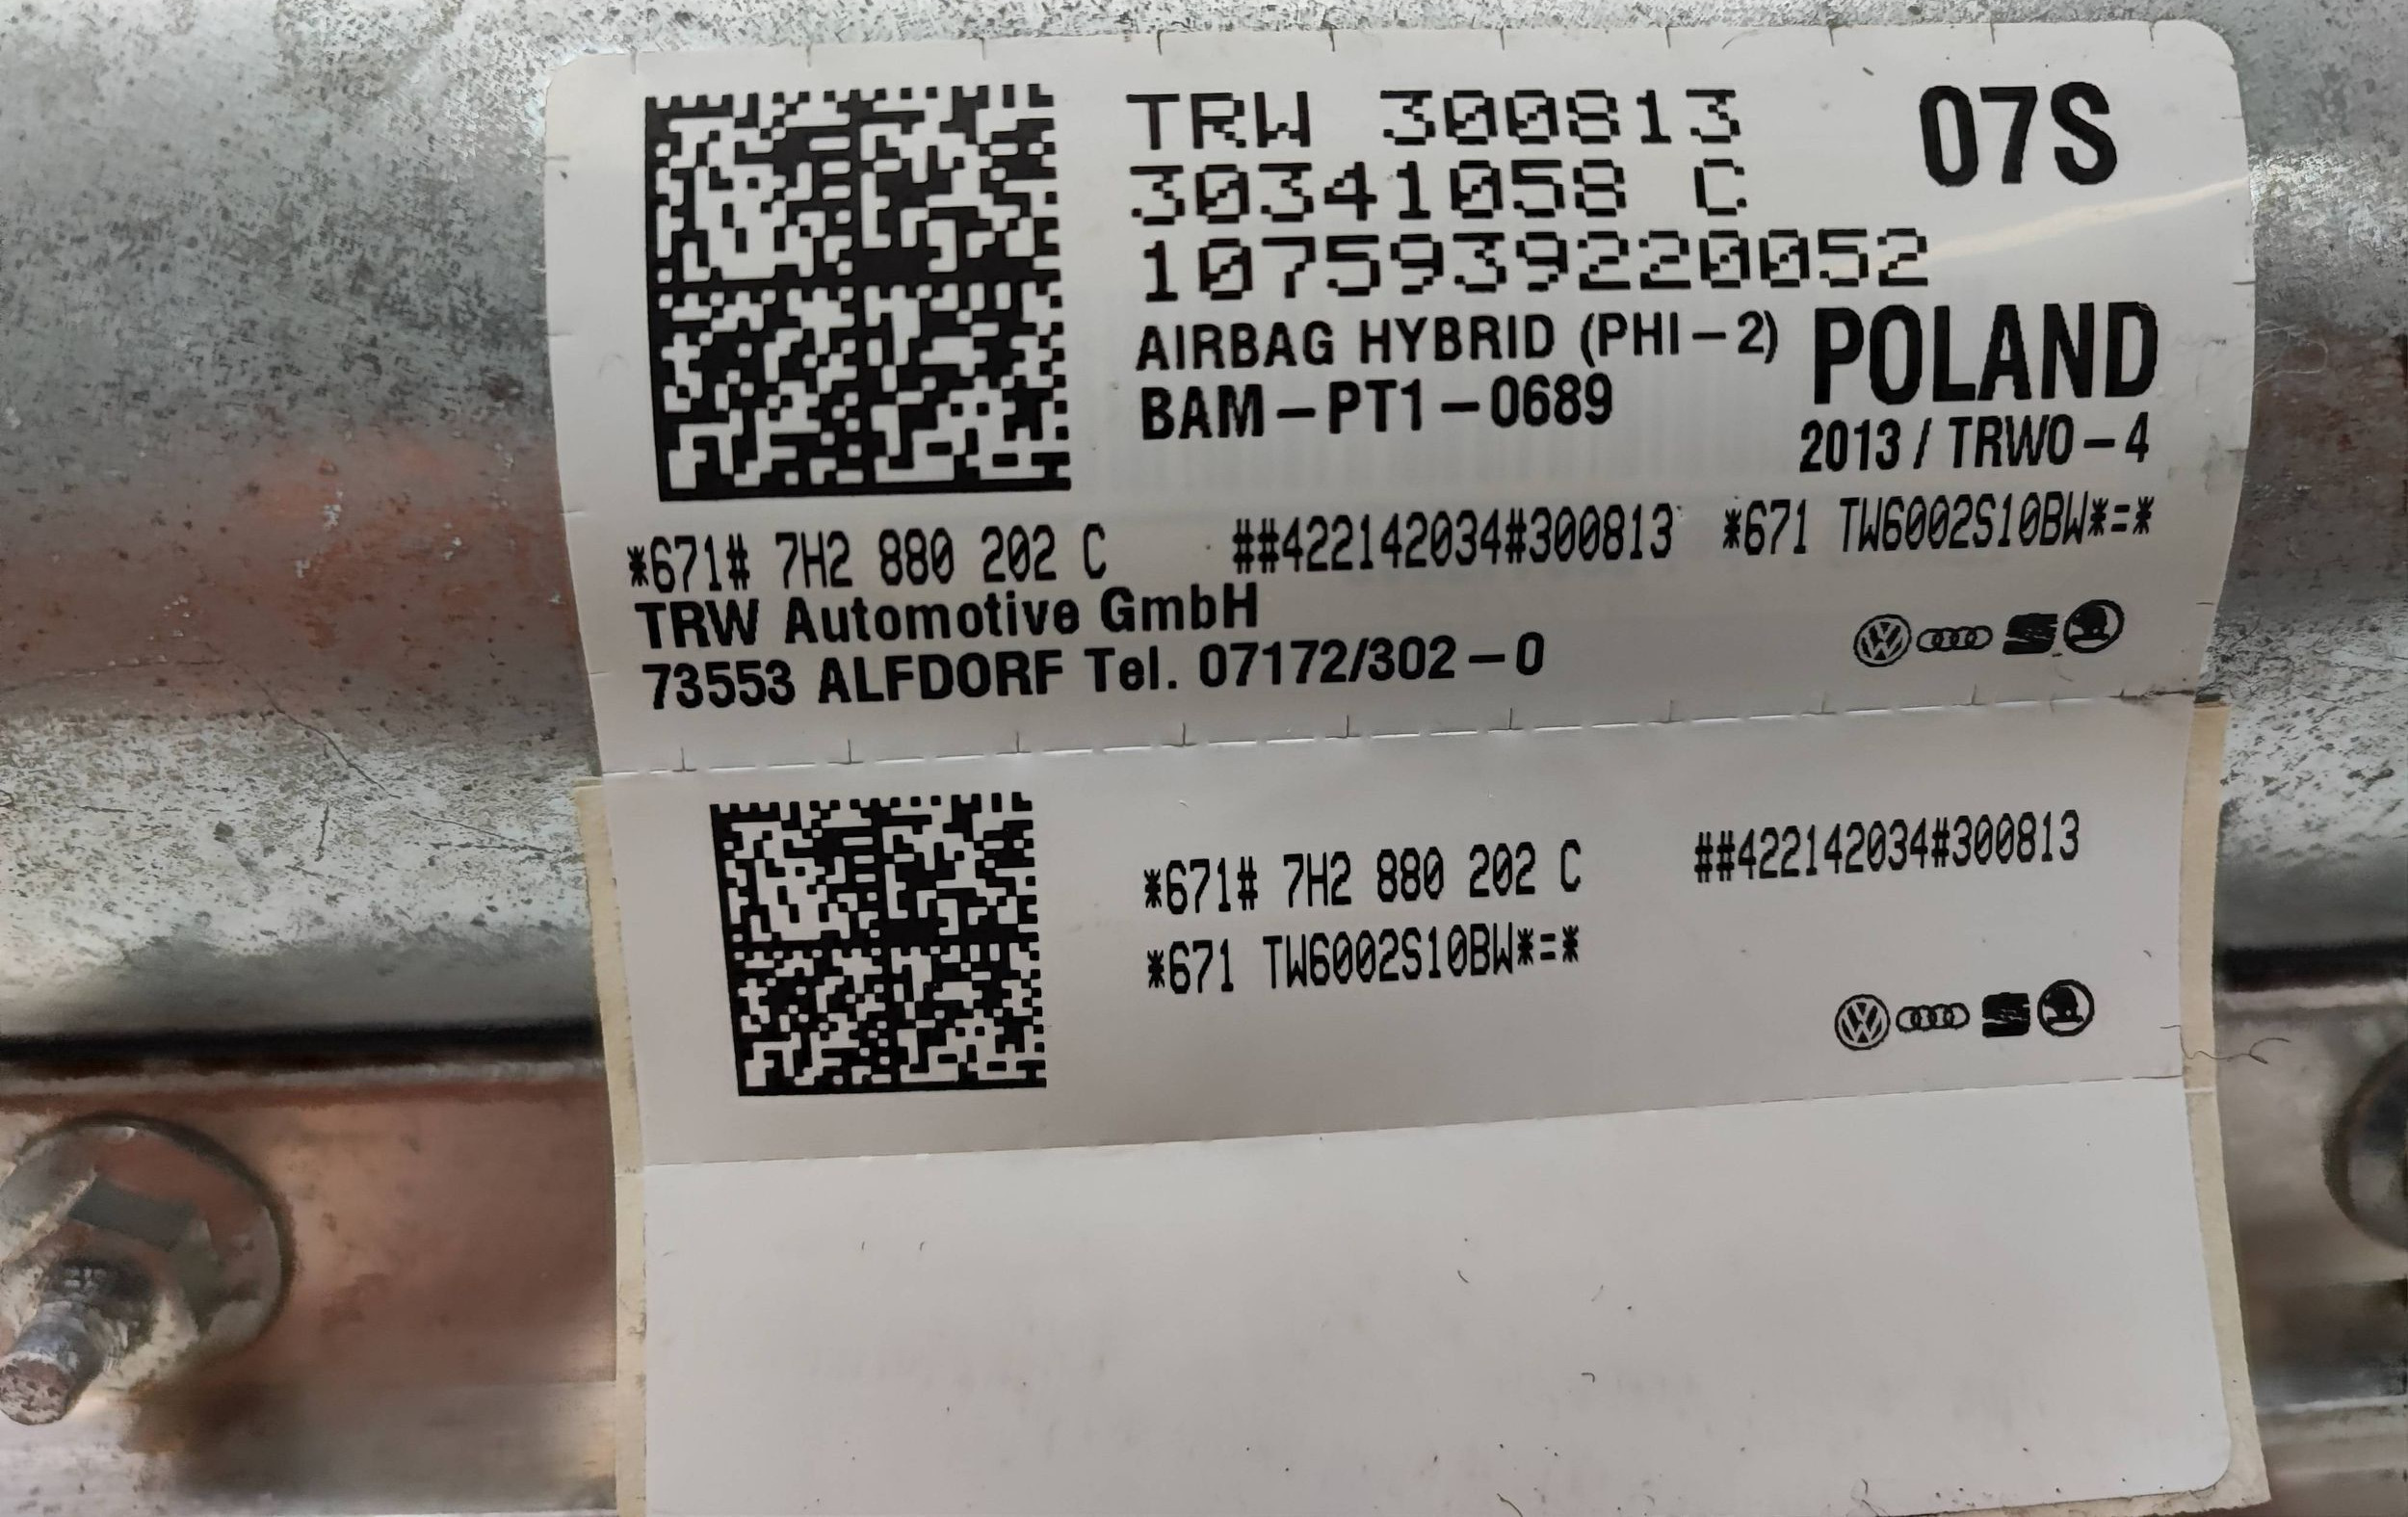 TRW 300813 07S
30341058 C
1075939220052
AIRBAG HYBRID (PHI-2) POLAND
BAM-PT1-0689
2013 / TRWO-4
*671# 7H2 880 202 C ##422142034#300813 *671 TW6002S10BW*=*
TRW Automotive GmbH
73553 ALFDORF Tel. 07172/302-0
*671# 7H2 880 202 C ##422142034#300813
*671 TW6002S10BW*=*